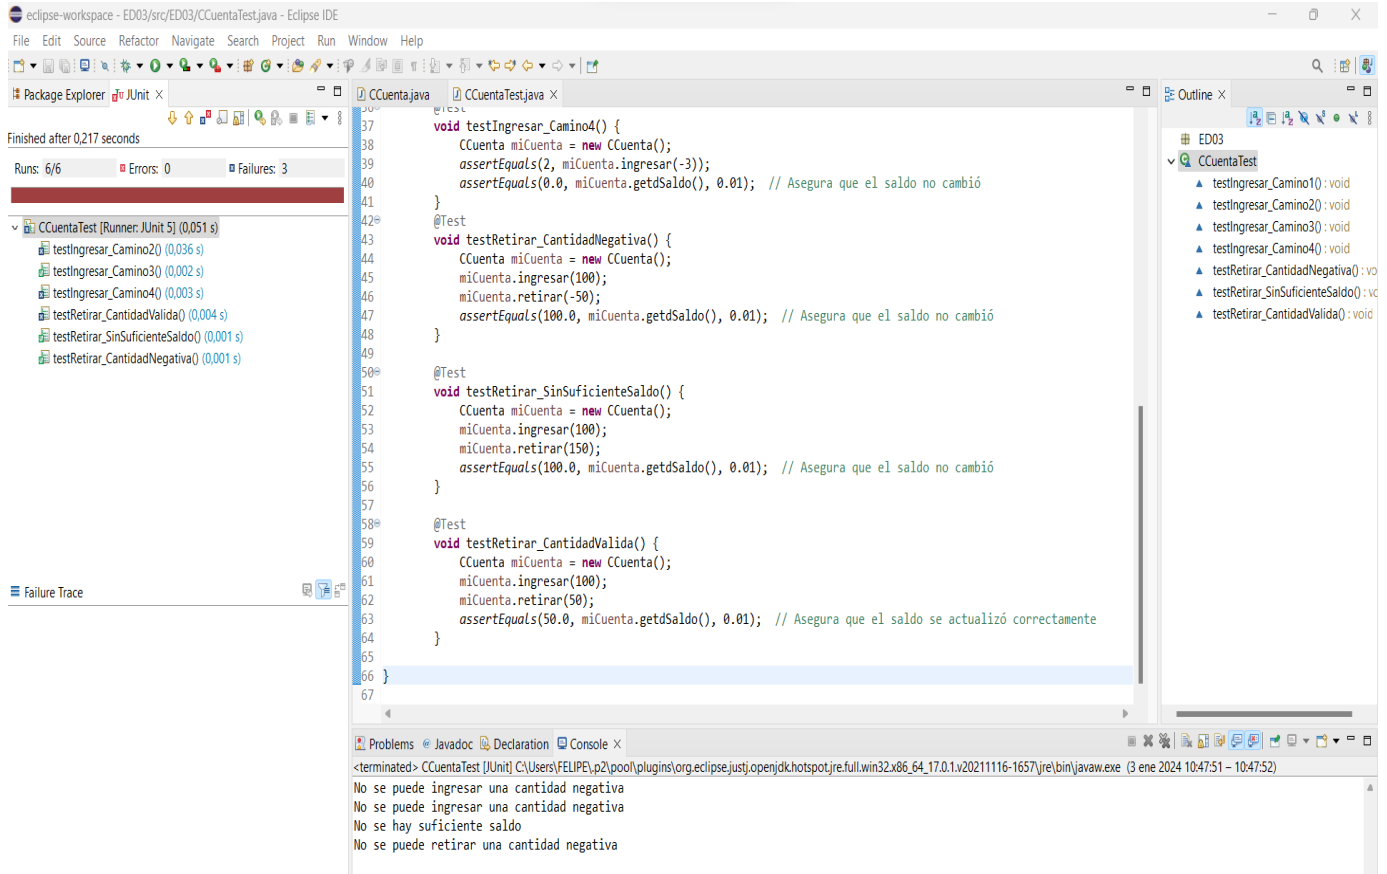 eclipse-workspace - ED03/src/ED03/CCuentaTest.java - Eclipse IDE
File Edit Source Refactor Navigate Search Project Run Window Help
Package Explorer JUnit
Finished after 0,217 seconds
Runs: 6/6 Errors: 0 Failures: 3
CCuentaTest [Runner: JUnit 5] (0,051 s)
testIngresar_Camino2() (0,036 s)
testIngresar_Camino3() (0,002 s)
testIngresar_Camino4() (0,003 s)
testRetirar_CantidadValida() (0,004 s)
testRetirar_SinSuficienteSaldo() (0,001 s)
testRetirar_CantidadNegativa() (0,001 s)
Failure Trace
CCuenta.java CCuentaTest.java
36 @Test
37 void testIngresar_Camino4() {
38 CCuenta miCuenta = new CCuenta();
39 assertEquals(2, miCuenta.ingresar(-3));
40 assertEquals(0.0, miCuenta.getdSaldo(), 0.01); // Asegura que el saldo no cambió
41 }
42 @Test
43 void testRetirar_CantidadNegativa() {
44 CCuenta miCuenta = new CCuenta();
45 miCuenta.ingresar(100);
46 miCuenta.retirar(-50);
47 assertEquals(100.0, miCuenta.getdSaldo(), 0.01); // Asegura que el saldo no cambió
48 }
49
50 @Test
51 void testRetirar_SinSuficienteSaldo() {
52 CCuenta miCuenta = new CCuenta();
53 miCuenta.ingresar(100);
54 miCuenta.retirar(150);
55 assertEquals(100.0, miCuenta.getdSaldo(), 0.01); // Asegura que el saldo no cambió
56 }
57
58 @Test
59 void testRetirar_CantidadValida() {
60 CCuenta miCuenta = new CCuenta();
61 miCuenta.ingresar(100);
62 miCuenta.retirar(50);
63 assertEquals(50.0, miCuenta.getdSaldo(), 0.01); // Asegura que el saldo se actualizó correctamente
64 }
65
66 }
67
Outline
ED03
CCuentaTest
testIngresar_Camino1() : void
testIngresar_Camino2() : void
testIngresar_Camino3() : void
testIngresar_Camino4() : void
testRetirar_CantidadNegativa() : vo
testRetirar_SinSuficienteSaldo() : vo
testRetirar_CantidadValida() : void
Problems Javadoc Declaration Console
<terminated> CCuentaTest [JUnit] C:\Users\FELIPE\.p2\pool\plugins\org.eclipse.justj.openjdk.hotspot.jre.full.win32.x86_64_17.0.1.v20211116-1657\jre\bin\javaw.exe (3 ene 2024 10:47:51 – 10:47:52)
No se puede ingresar una cantidad negativa
No se puede ingresar una cantidad negativa
No se hay suficiente saldo
No se puede retirar una cantidad negativa